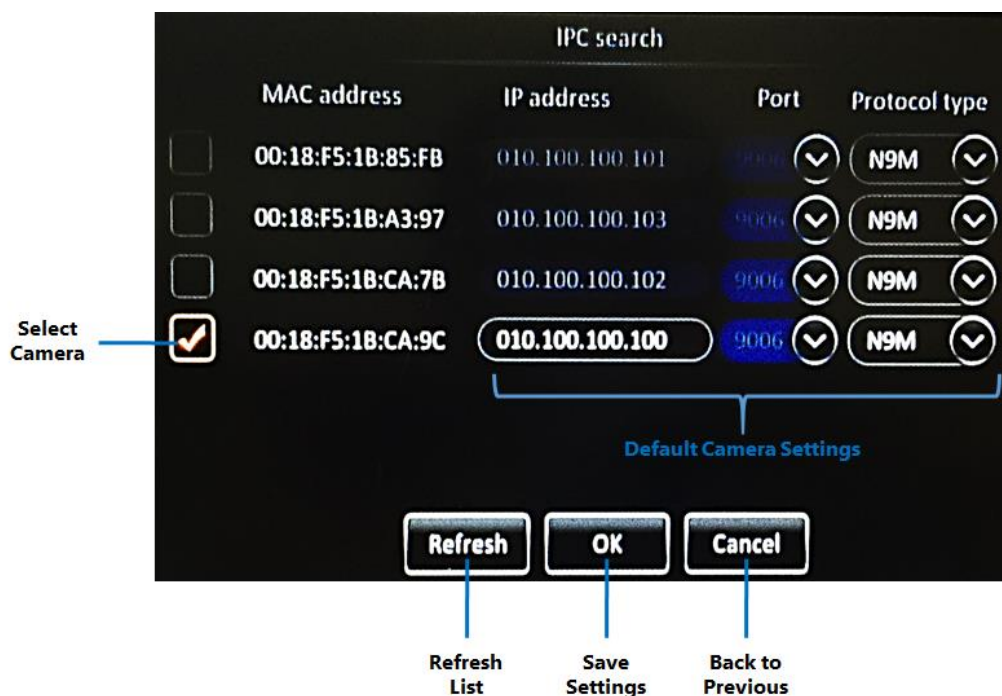 IPC search
MAC address IP address Port Protocol type
00:18:F5:1B:85:FB 010.100.100.101 9006 N9M
00:18:F5:1B:A3:97 010.100.100.103 9006 N9M
00:18:F5:1B:CA:7B 010.100.100.102 9006 N9M
Select
Camera
00:18:F5:1B:CA:9C 010.100.100.100 9006 N9M
Default Camera Settings
Refresh OK Cancel
Refresh
List
Save
Settings
Back to
Previous